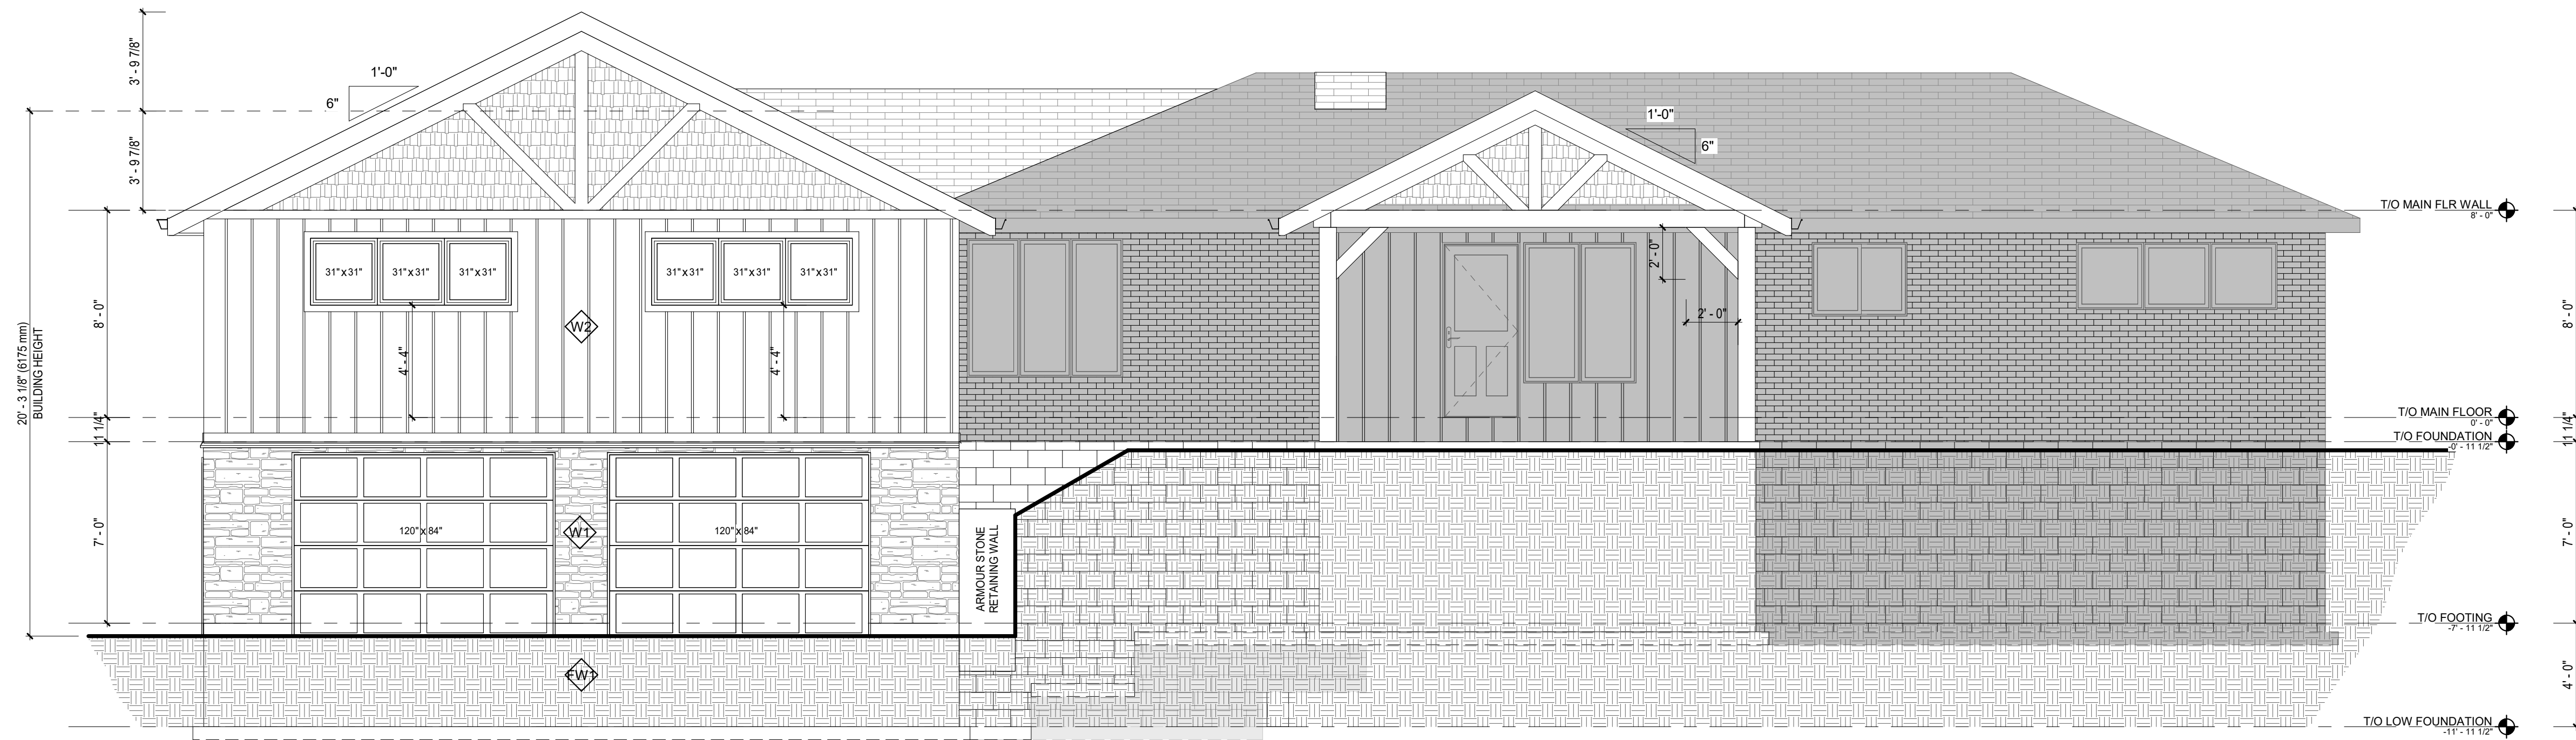 3' - 9 7/8"
1'-0"
6"
3' - 9 7/8"
1'-0"
6"
T/O MAIN FLR WALL
8' - 0"
31"x31"
31"x31"
31"x31"
31"x31"
31"x31"
31"x31"
2' - 0"
2' - 0"
8' - 0"
8' - 0"
W2
4' - 4"
4' - 4"
20' - 3 1/8" (6175 mm)
BUILDING HEIGHT
T/O MAIN FLOOR
0' - 0"
11 1/4"
11 1/4"
T/O FOUNDATION
-0' - 11 1/2"
7' - 0"
120"x84"
W1
120"x84"
ARMOUR STONE
RETAINING WALL
7' - 0"
T/O FOOTING
-7' - 11 1/2"
FW1
4' - 0"
T/O LOW FOUNDATION
-11' - 11 1/2"